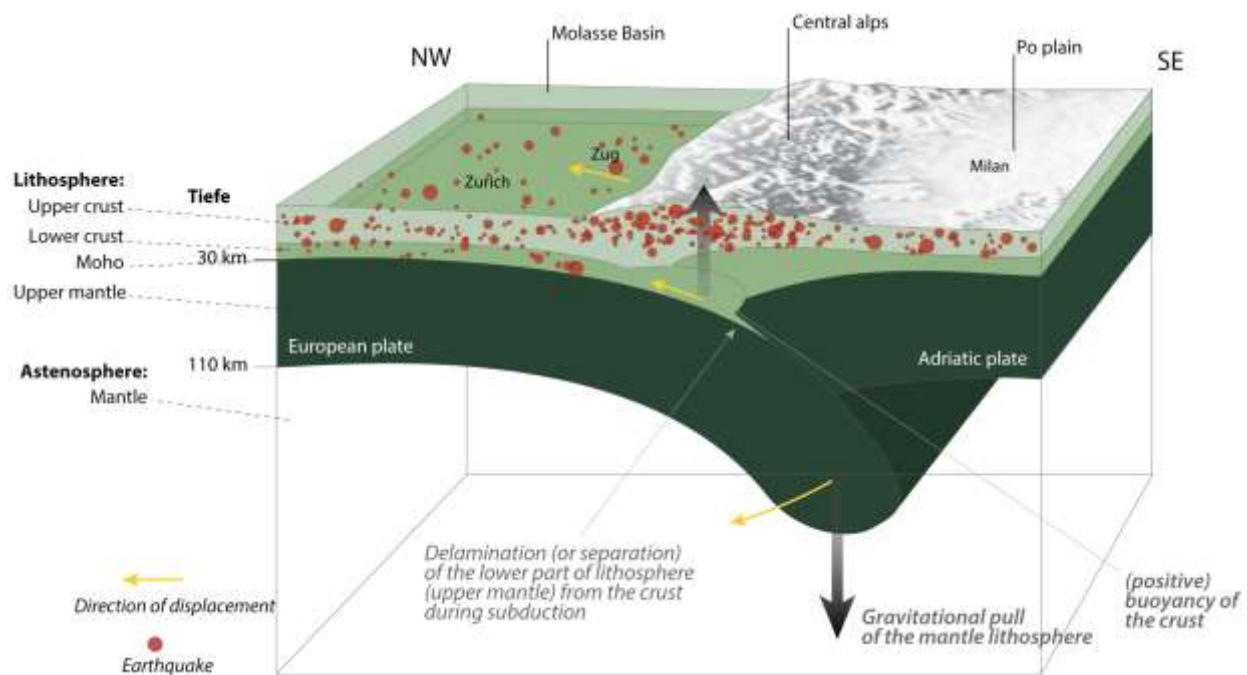 NW
Molasse Basin
Central alps
Po plain
SE
Zug
Zurich
Milan
Lithosphere:
Tiefe
Upper crust
Lower crust
Moho
30 km
Upper mantle
European plate
Adriatic plate
110 km
Astenosphere:
Mantle
Delamination (or separation)
of the lower part of lithosphere
(upper mantle) from the crust
during subduction
Gravitational pull
of the mantle lithosphere
(positive)
buoyancy of
the crust
Direction of displacement
Earthquake